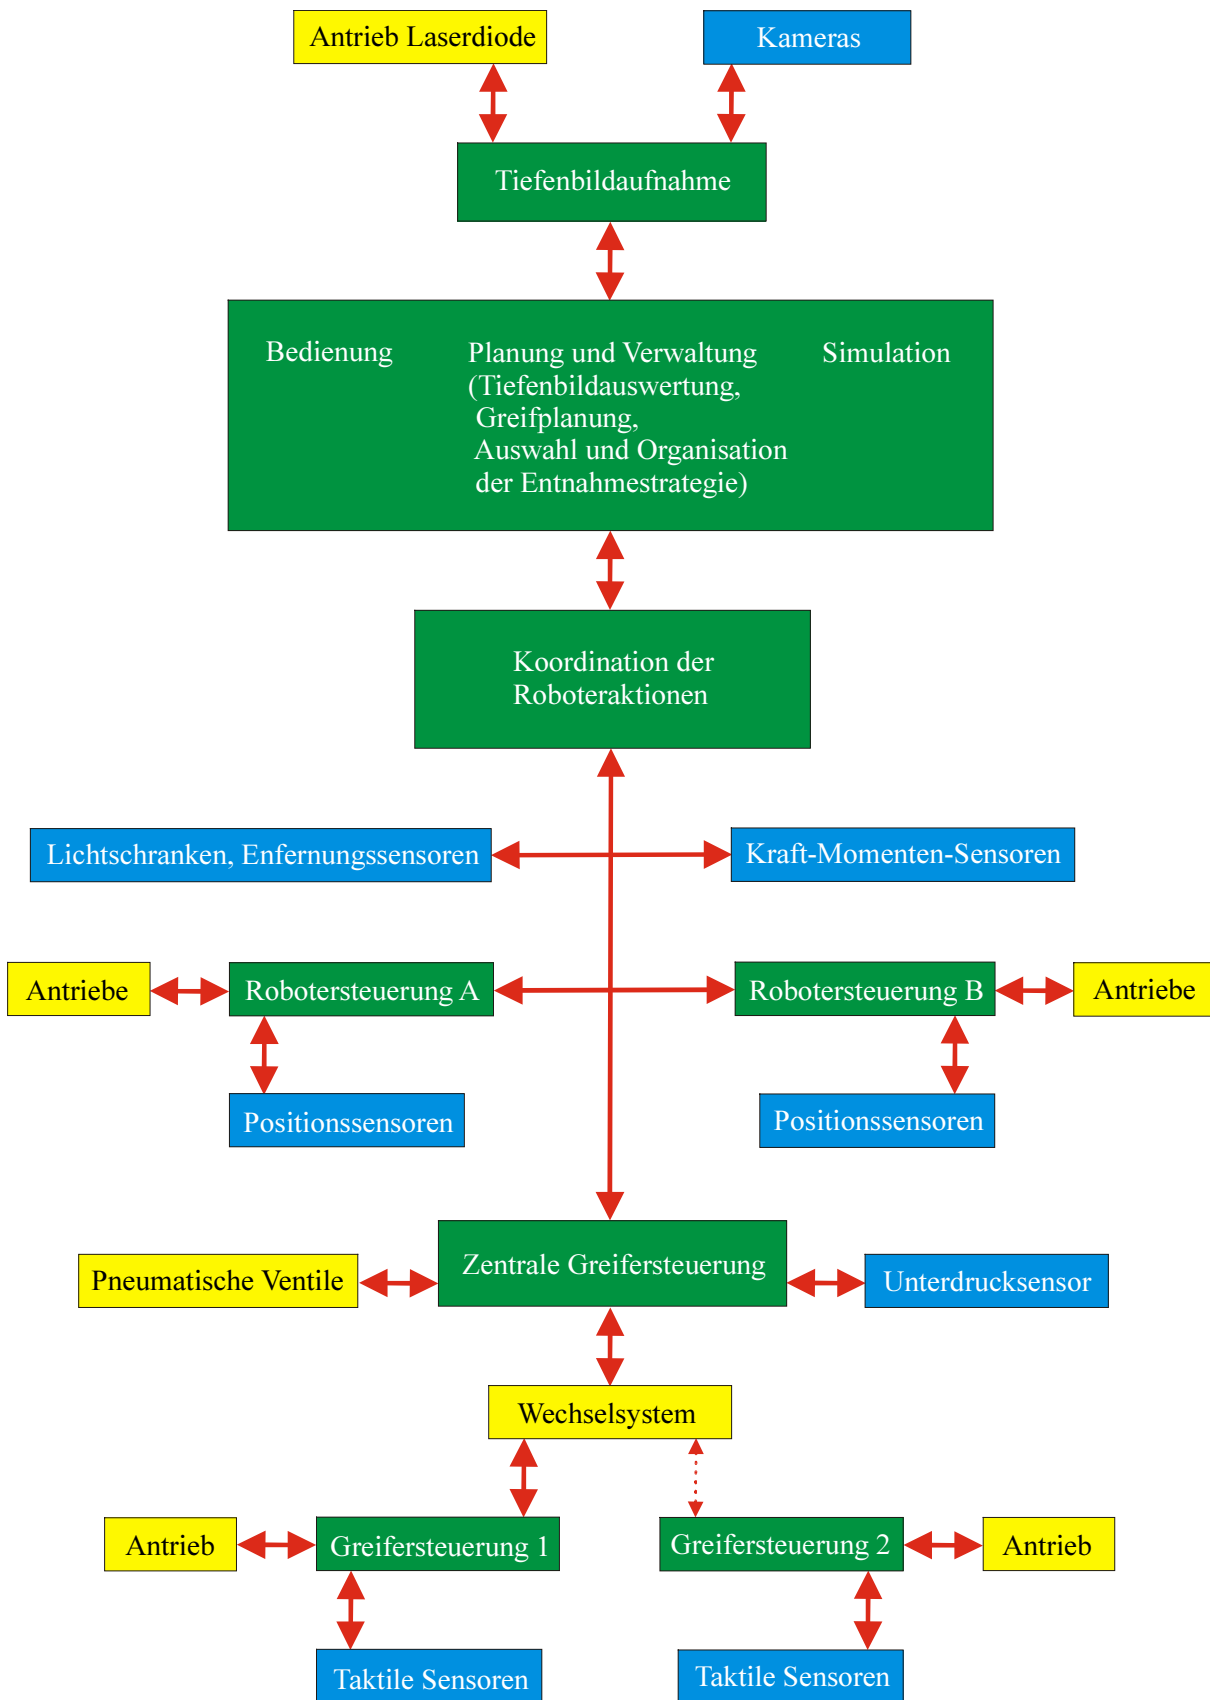 Antrieb Laserdiode
Kameras
Tiefenbildaufnahme
Bedienung
Planung und Verwaltung
(Tiefenbildauswertung,
Greifplanung,
Auswahl und Organisation
der Entnahmestrategie)
Simulation
Koordination der
Roboteraktionen
Lichtschranken, Enfernungssensoren
Kraft-Momenten-Sensoren
Antriebe
Robotersteuerung A
Robotersteuerung B
Antriebe
Positionssensoren
Positionssensoren
Zentrale Greifersteuerung
Pneumatische Ventile
Unterdrucksensor
Wechselsystem
Antrieb
Greifersteuerung 1
Greifersteuerung 2
Antrieb
Taktile Sensoren
Taktile Sensoren